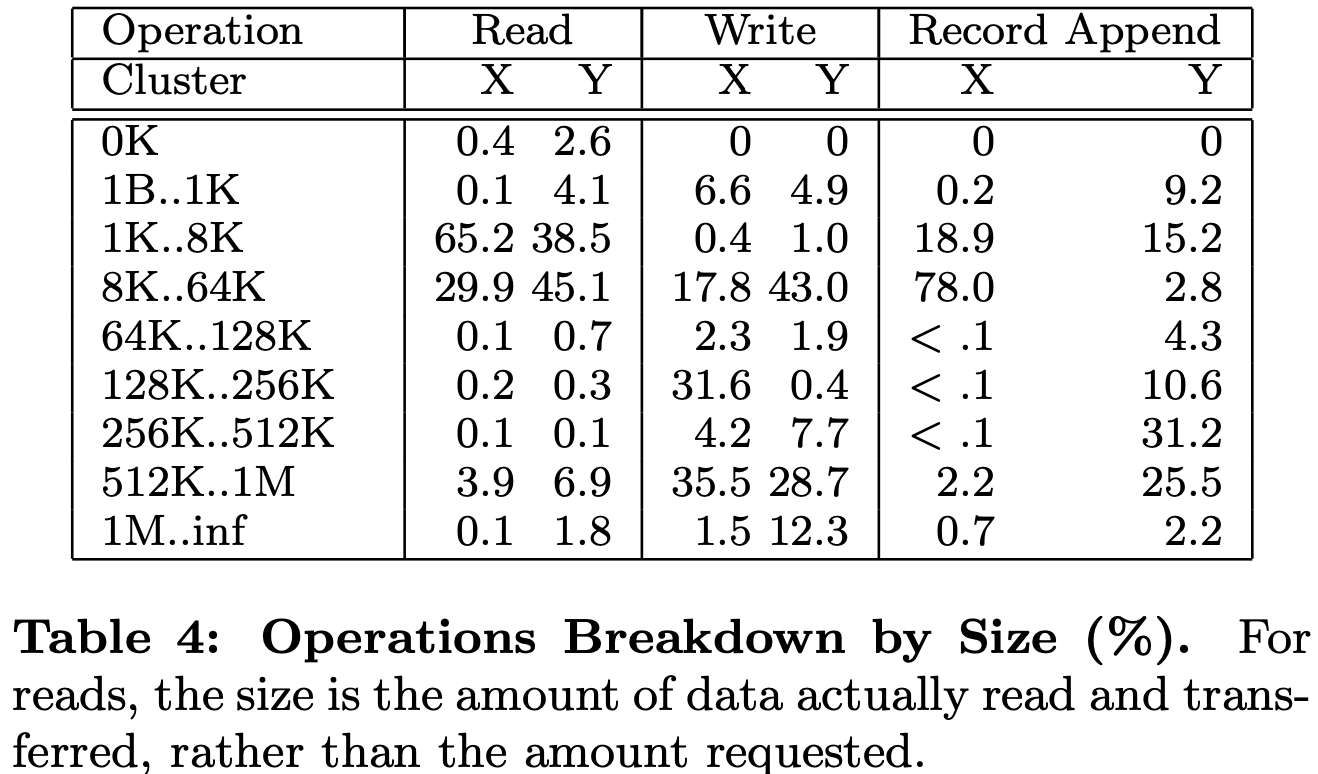 Operation Read Write Record Append
Cluster X Y X Y X Y
0K 0.4 2.6 0 0 0 0
1B..1K 0.1 4.1 6.6 4.9 0.2 9.2
1K..8K 65.2 38.5 0.4 1.0 18.9 15.2
8K..64K 29.9 45.1 17.8 43.0 78.0 2.8
64K..128K 0.1 0.7 2.3 1.9 < .1 4.3
128K..256K 0.2 0.3 31.6 0.4 < .1 10.6
256K..512K 0.1 0.1 4.2 7.7 < .1 31.2
512K..1M 3.9 6.9 35.5 28.7 2.2 25.5
1M..inf 0.1 1.8 1.5 12.3 0.7 2.2
Table 4: Operations Breakdown by Size (%). For
reads, the size is the amount of data actually read and trans-
ferred, rather than the amount requested.